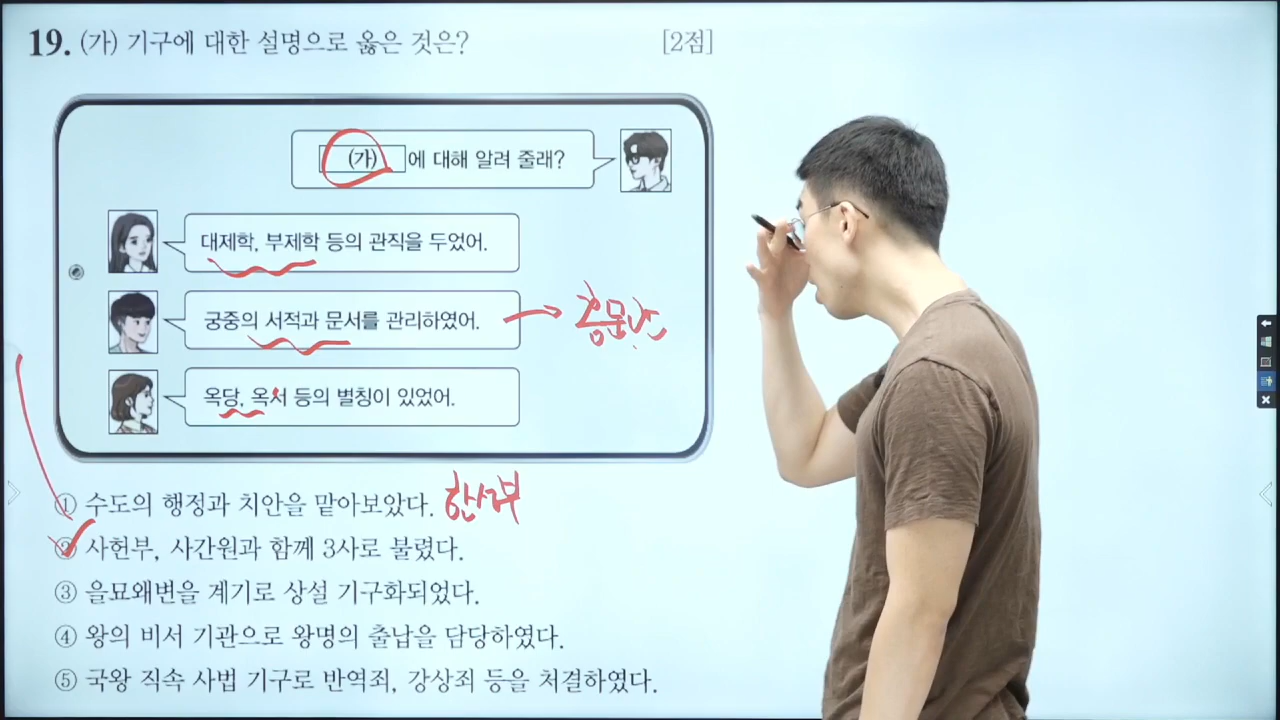 19. (가) 기구에 대한 설명으로 옳은 것은? [2점]
(가) 에 대해 알려 줄래?
대제학, 부제학 등의 관직을 두었어.
궁중의 서적과 문서를 관리하였어. → 홍문관
옥당, 옥서 등의 별칭이 있었어.
① 수도의 행정과 치안을 맡아보았다. 한성부
② 사헌부, 사간원과 함께 3사로 불렸다.
③ 을묘왜변을 계기로 상설 기구화되었다.
④ 왕의 비서 기관으로 왕명의 출납을 담당하였다.
⑤ 국왕 직속 사법 기구로 반역죄, 강상죄 등을 처결하였다.